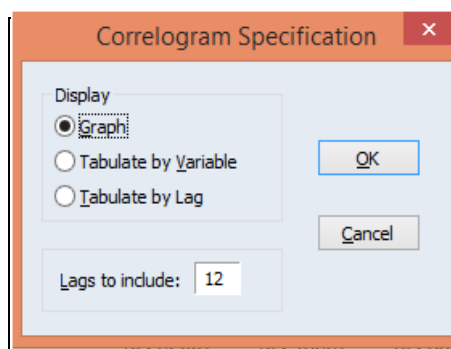 Correlogram Specification
Display
Graph
Tabulate by Variable
Tabulate by Lag
OK
Cancel
Lags to include: 12